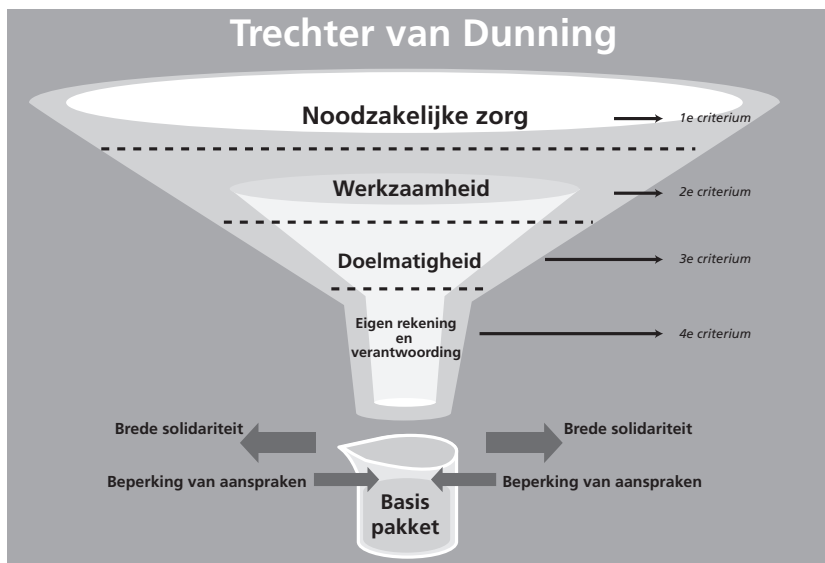 Trechter van Dunning
Noodzakelijke zorg
1e criterium
Werkzaamheid
2e criterium
Doelmatigheid
3e criterium
Eigen rekening
en
verantwoording
4e criterium
Brede solidariteit
Brede solidariteit
Beperking van aanspraken
Beperking van aanspraken
Basis
pakket